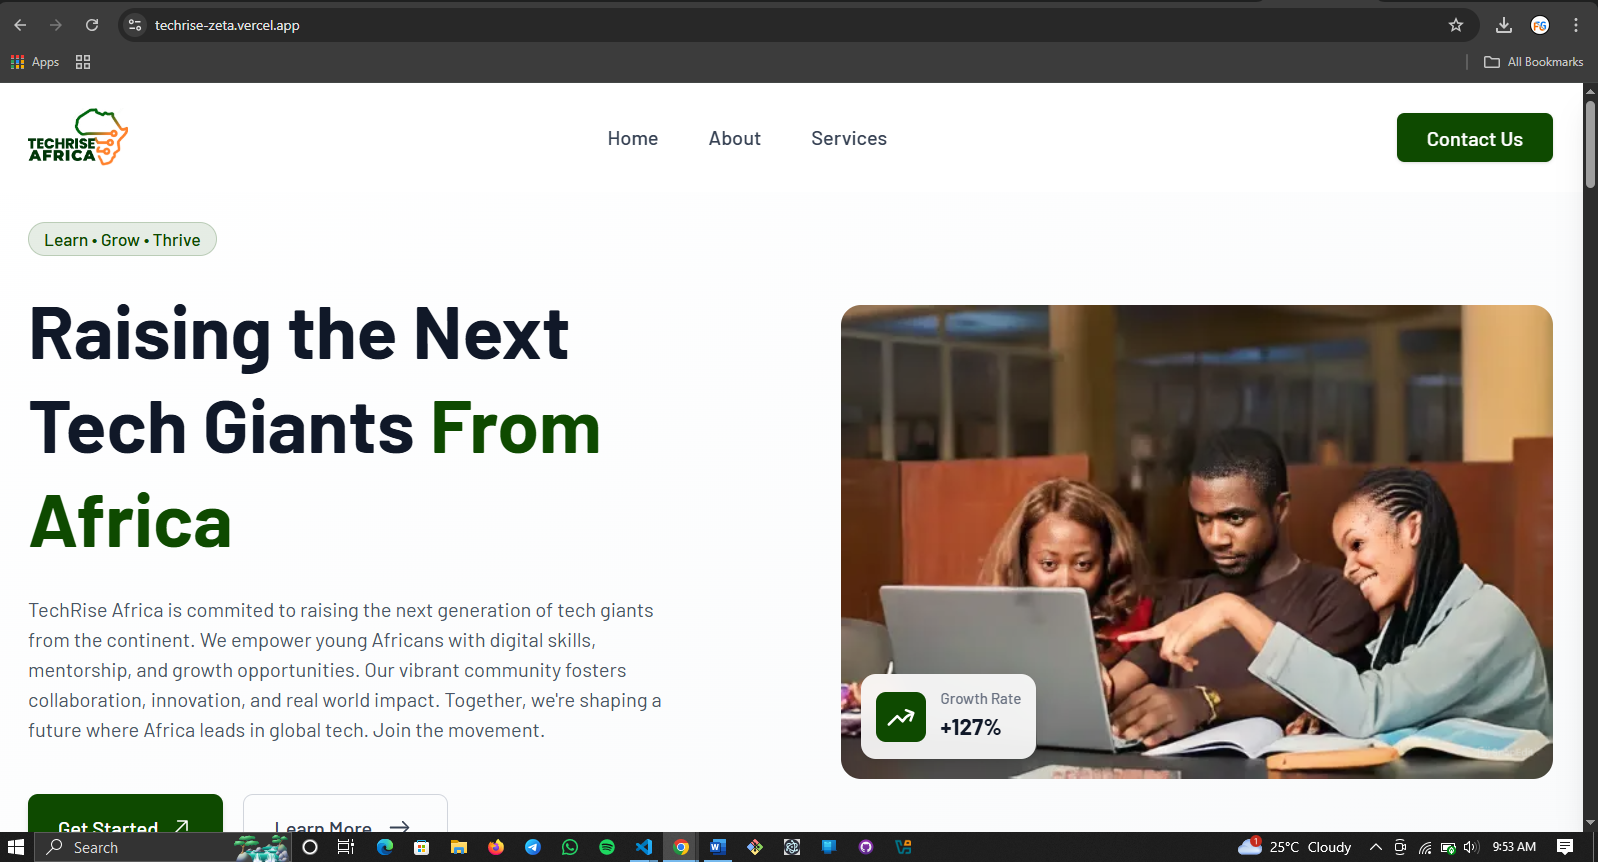 techrise-zeta.vercel.app
Apps
All Bookmarks
TECHRISE
AFRICA
Home
About
Services
Contact Us
Learn • Grow • Thrive
Raising the Next
Tech Giants From
Africa
TechRise Africa is commited to raising the next generation of tech giants
from the continent. We empower young Africans with digital skills,
mentorship, and growth opportunities. Our vibrant community fosters
collaboration, innovation, and real world impact. Together, we're shaping a
future where Africa leads in global tech. Join the movement.
Growth Rate
+127%
Get Started
Learn More
Search
1
25°C Cloudy
9:53 AM